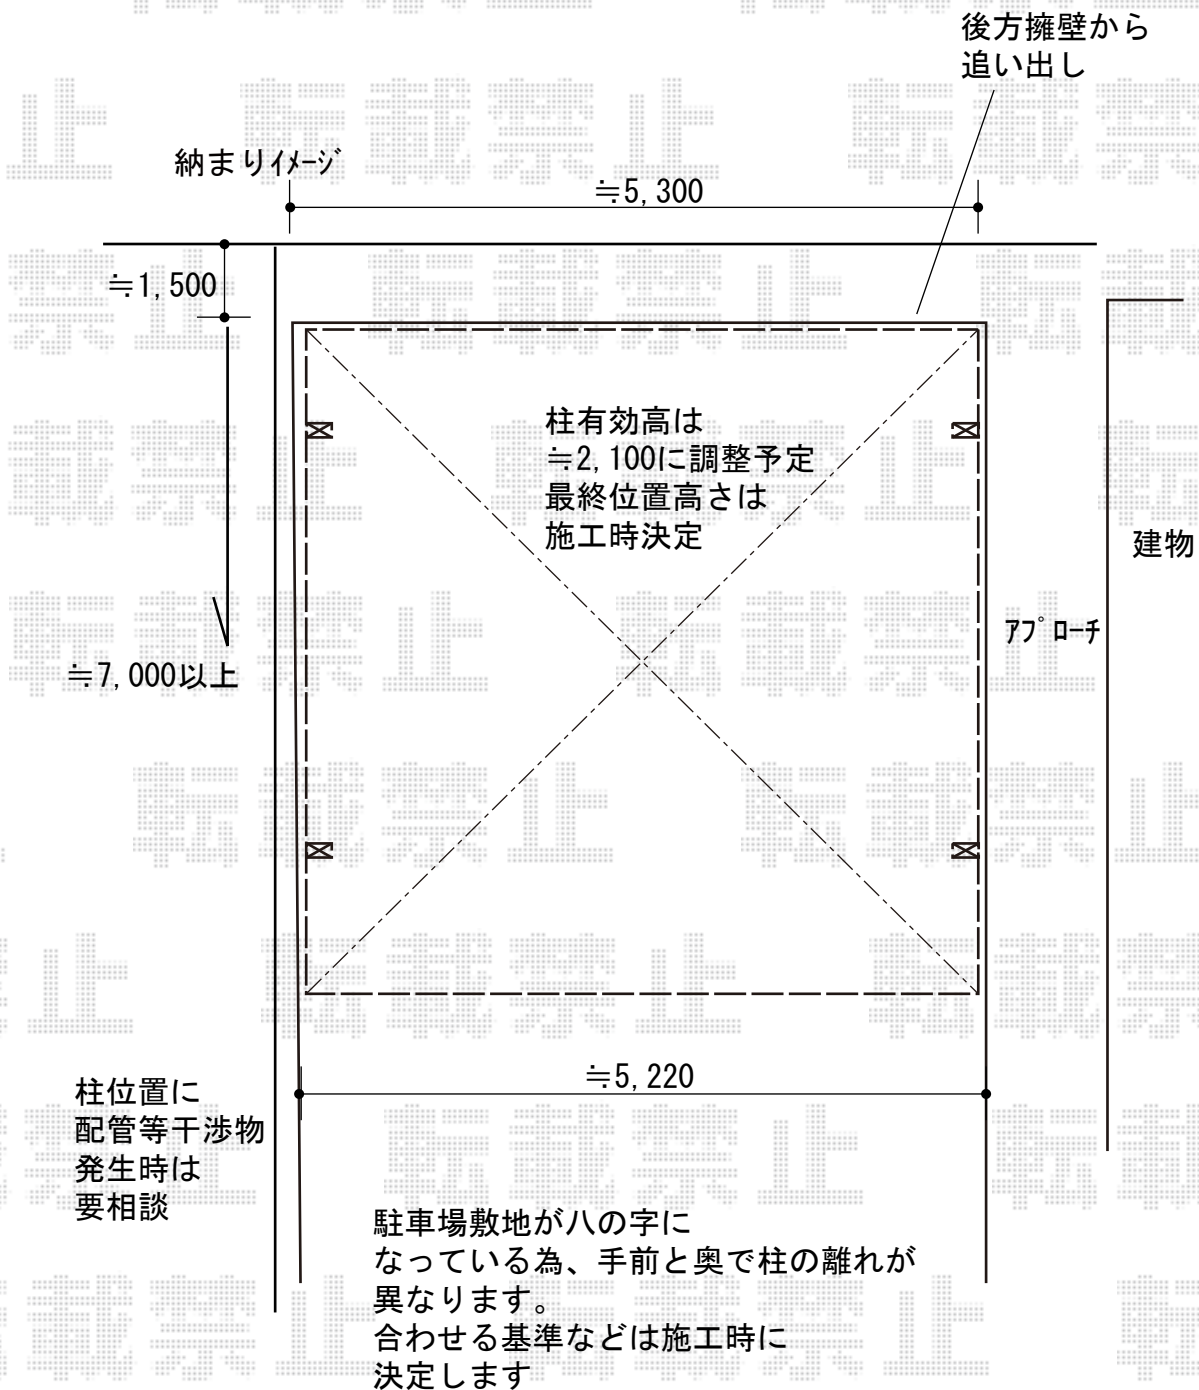 後方擁壁から
追い出し
納まりｲﾒｰｼﾞ
≒5,300
≒1,500
柱有効高は
≒2,100に調整予定
最終位置高さは
施工時決定
建物
ｱﾌﾟﾛｰﾁ
≒7,000以上
≒5,220
柱位置に
配管等干渉物
発生時は
要相談
駐車場敷地が八の字に
なっている為、手前と奥で柱の離れが
異なります。
合わせる基準などは施工時に
決定します
転載禁止